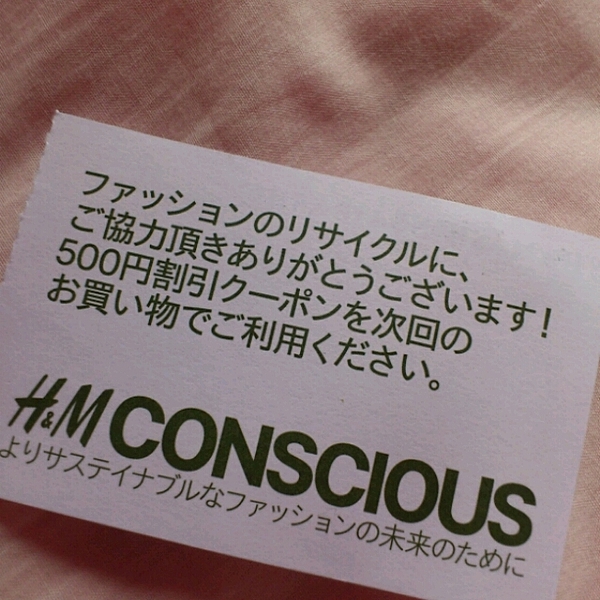 ファッションのリサイクルに、
ご協力頂きありがとうございます!
500円割引クーポンを次回の
お買い物でご利用ください。
H&M CONSCIOUS
よりサステイナブルなファッションの未来のために